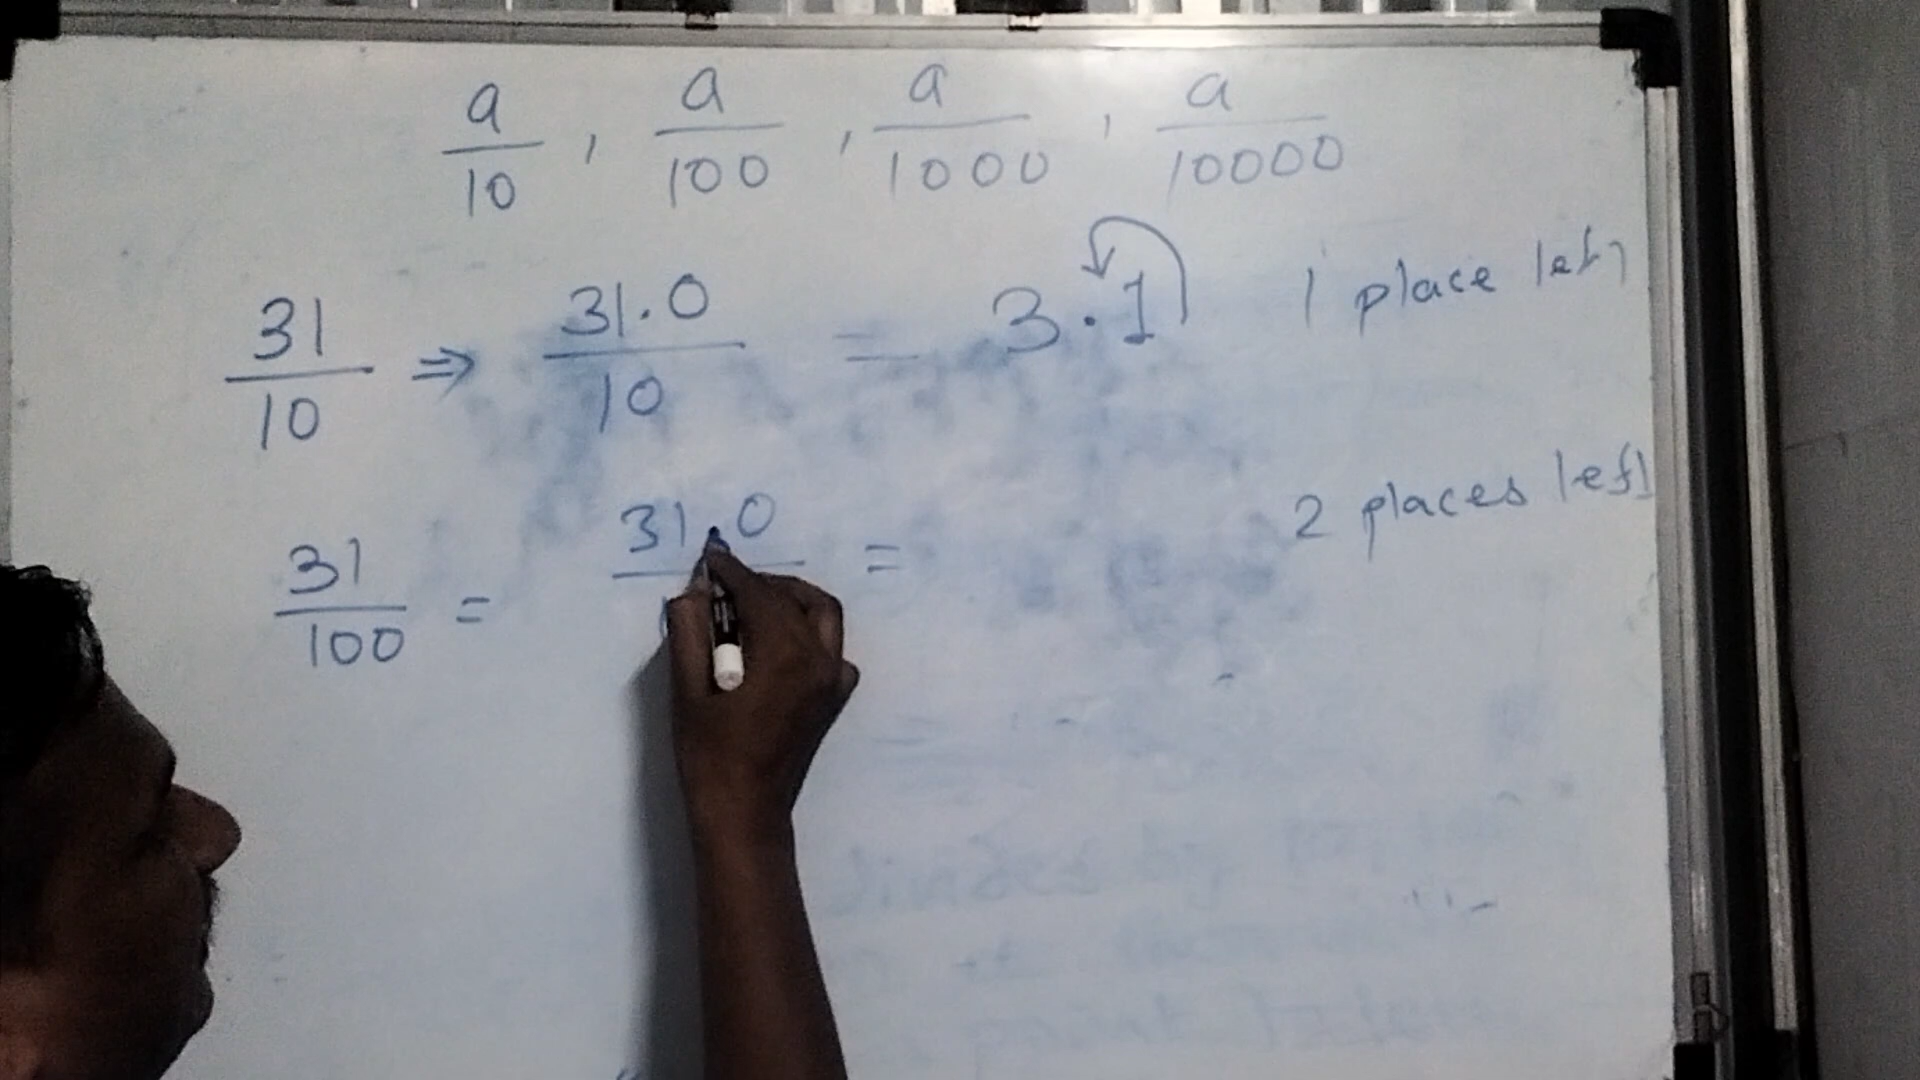 a/10 , a/100 , a/1000 , a/10000
31/10 ⇒ 31.0/10 = 3.1 1 place left
31/100 = 31.0/ = 2 places left